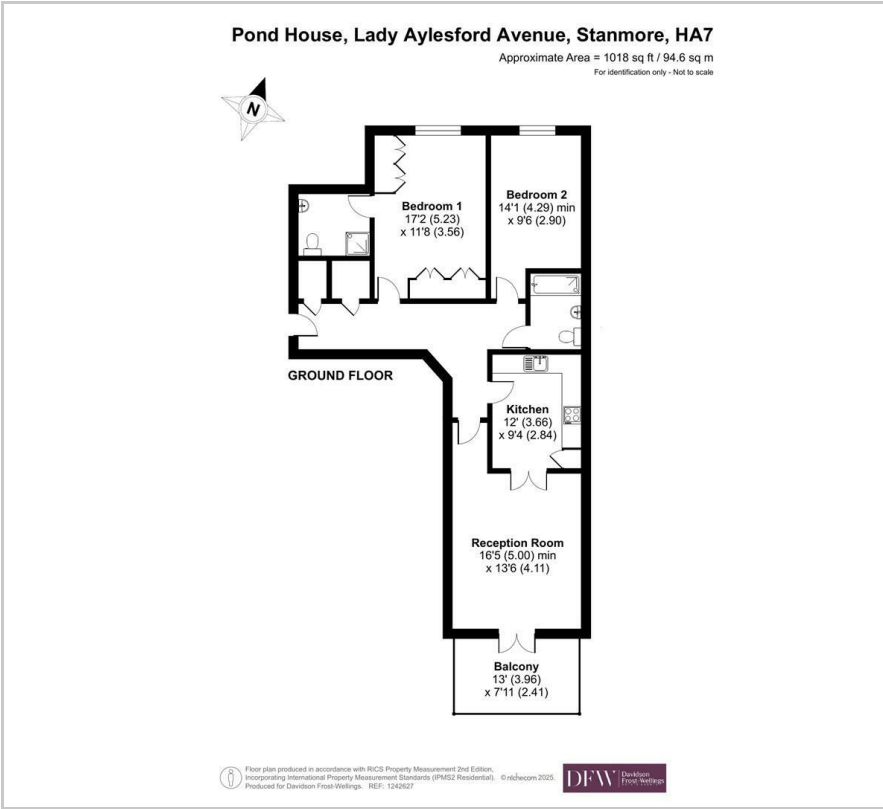 Pond House, Lady Aylesford Avenue, Stanmore, HA7
Approximate Area = 1018 sq ft / 94.6 sq m
For identification only - Not to scale
N
Bedroom 1
17'2 (5.23)
x 11'8 (3.56)
Bedroom 2
14'1 (4.29) min
x 9'6 (2.90)
GROUND FLOOR
Kitchen
12' (3.66)
x 9'4 (2.84)
Reception Room
16'5 (5.00) min
x 13'6 (4.11)
Balcony
13' (3.96)
x 7'11 (2.41)
Floor plan produced in accordance with RICS Property Measurement 2nd Edition,
Incorporating International Property Measurement Standards (IPMS2 Residential). © nichecom 2025.
Produced for Davidson Frost-Wellings. REF: 1242627
DFW
Davidson
Frost-Wellings